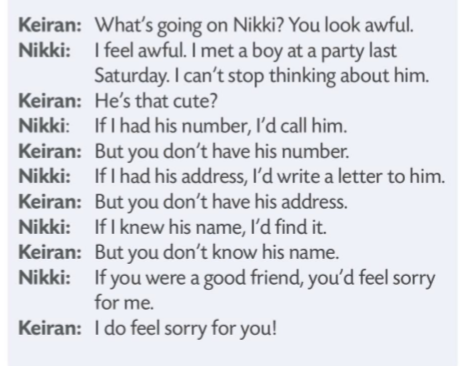 Keiran: What's going on Nikki? You look awful.
Nikki: I feel awful. I met a boy at a party last
Saturday. I can't stop thinking about him.
Keiran: He's that cute?
Nikki: If I had his number, I'd call him.
Keiran: But you don't have his number.
Nikki: If I had his address, I'd write a letter to him.
Keiran: But you don't have his address.
Nikki: If I knew his name, I'd find it.
Keiran: But you don't know his name.
Nikki: If you were a good friend, you'd feel sorry
for me.
Keiran: I do feel sorry for you!